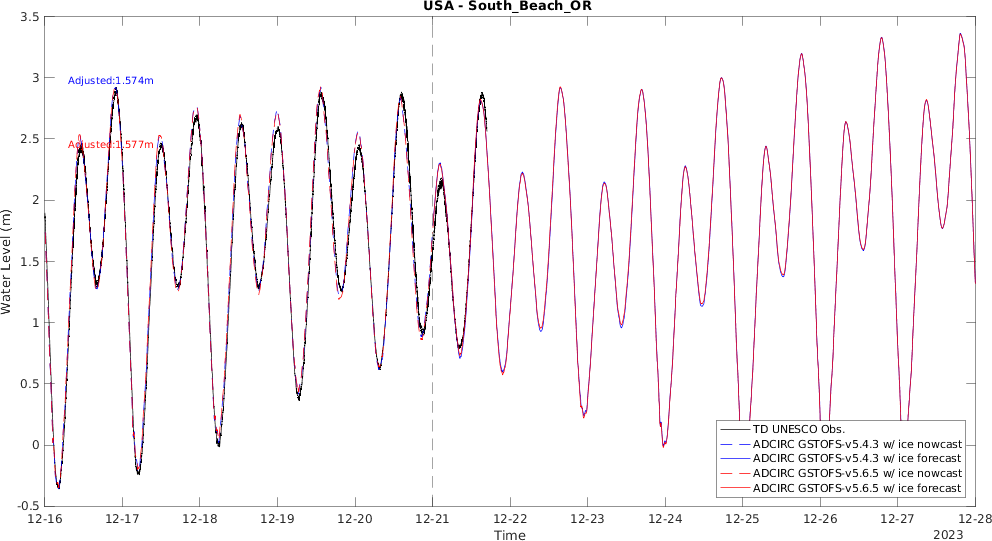 USA - South_Beach_OR
Water Level (m)
3.5
3
2.5
2
1.5
1
0.5
0
-0.5
Adjusted:1.574m
Adjusted:1.577m
TD UNESCO Obs.
ADCIRC GSTOFS-v5.4.3 w/ ice nowcast
ADCIRC GSTOFS-v5.4.3 w/ ice forecast
ADCIRC GSTOFS-v5.6.5 w/ ice nowcast
ADCIRC GSTOFS-v5.6.5 w/ ice forecast
12-16 12-17 12-18 12-19 12-20 12-21 12-22 12-23 12-24 12-25 12-26 12-27 12-28
Time
2023